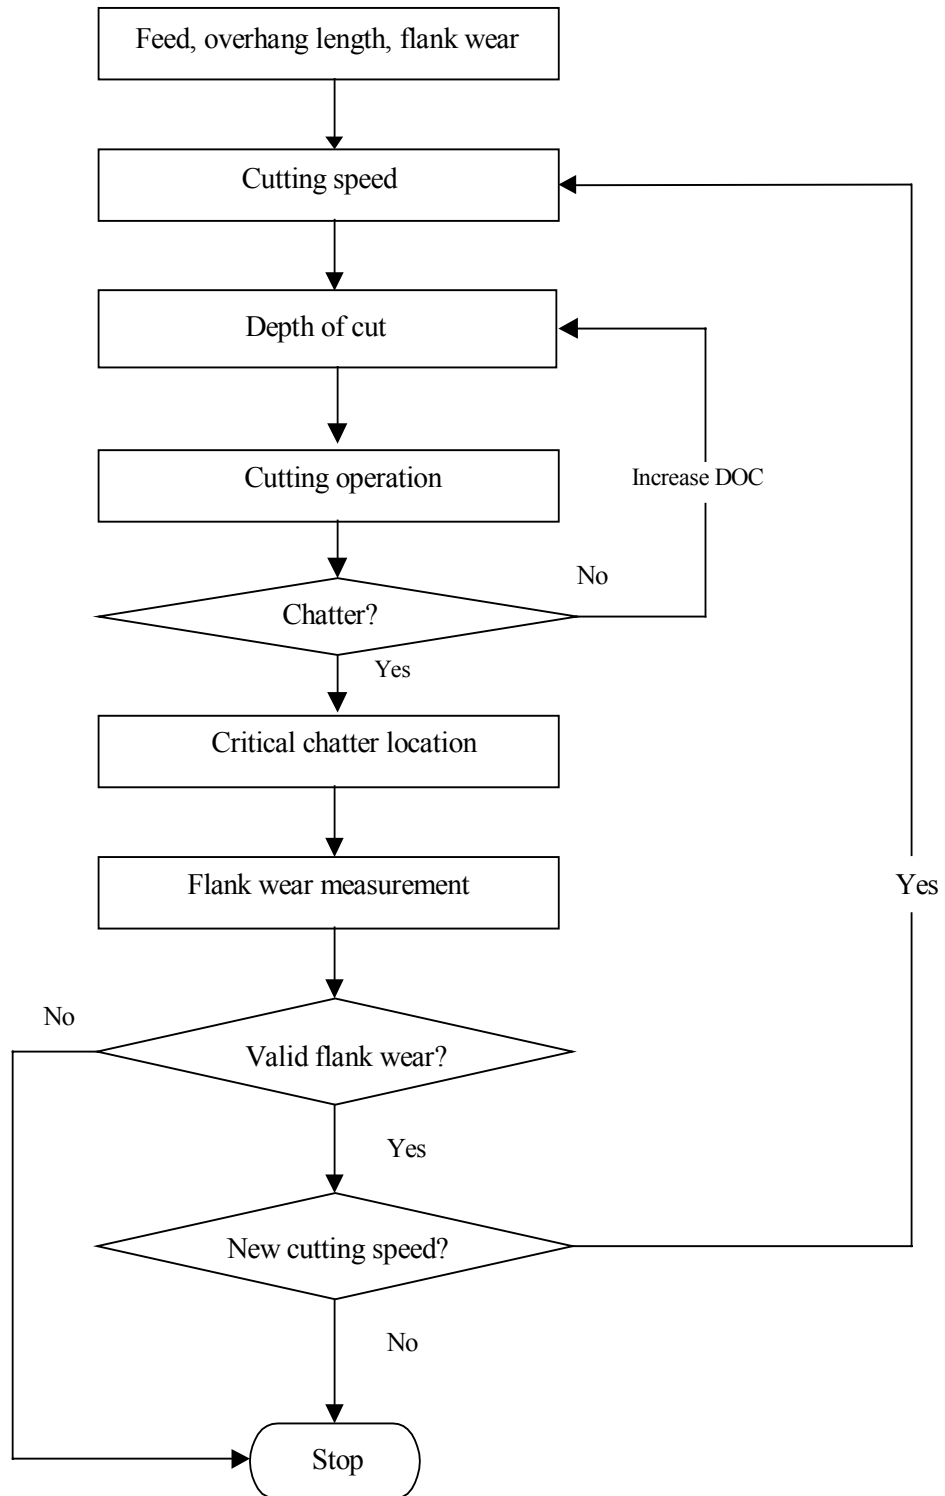 Feed, overhang length, flank wear
Cutting speed
Depth of cut
Cutting operation
Increase DOC
No
Chatter?
Yes
Critical chatter location
Flank wear measurement
Yes
No
Valid flank wear?
Yes
New cutting speed?
No
Stop